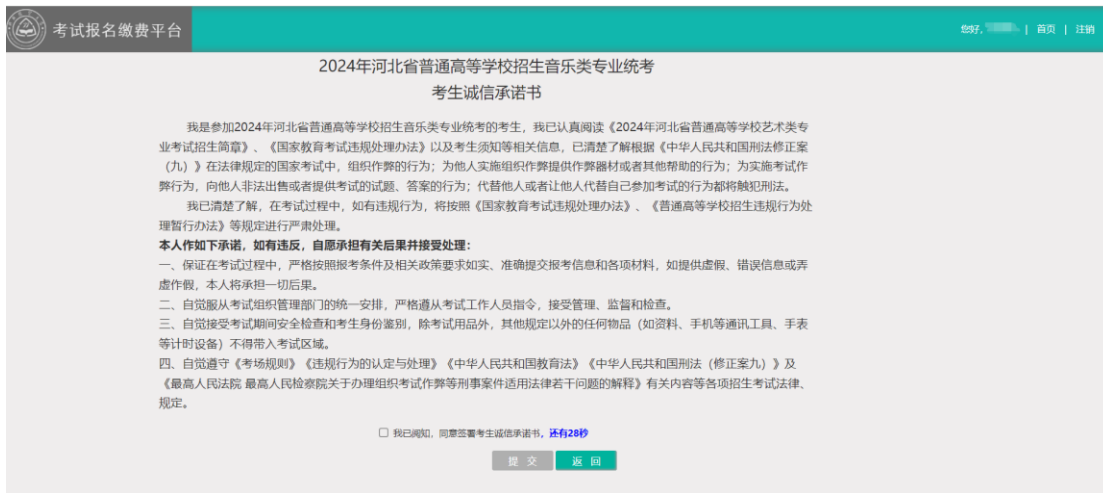 考试报名缴费平台
您好, | 首页 | 注销
2024年河北省普通高等学校招生音乐类专业统考
考生诚信承诺书
我是参加2024年河北省普通高等学校招生音乐类专业统考的考生，我已认真阅读《2024年河北省普通高等学校艺术类专
业考试招生简章》、《国家教育考试违规处理办法》以及考生须知等相关信息，已清楚了解根据《中华人民共和国刑法修正案
（九）》在法律规定的国家考试中，组织作弊的行为；为他人实施组织作弊提供作弊器材或者其他帮助的行为；为实施考试作
弊行为，向他人非法出售或者提供考试的试题、答案的行为；代替他人或者让他人代替自己参加考试的行为都将触犯刑法。
我已清楚了解，在考试过程中，如有违规行为，将按照《国家教育考试违规处理办法》、《普通高等学校招生违规行为处
理暂行办法》等规定进行严肃处理。
本人作如下承诺，如有违反，自愿承担有关后果并接受处理：
一、保证在考试过程中，严格按照报考条件及相关政策要求如实、准确提交报考信息和各项材料，如提供虚假、错误信息或弄
虚作假，本人将承担一切后果。
二、自觉服从考试组织管理部门的统一安排，严格遵从考试工作人员指令，接受管理、监督和检查。
三、自觉接受考试期间安全检查和考生身份鉴别，除考试用品外，其他规定以外的任何物品（如资料、手机等通讯工具、手表
等计时设备）不得带入考试区域。
四、自觉遵守《考场规则》《违规行为的认定与处理》《中华人民共和国教育法》《中华人民共和国刑法（修正案九）》及
《最高人民法院 最高人民检察院关于办理组织考试作弊等刑事案件适用法律若干问题的解释》有关内容等各项招生考试法律、
规定。
我已阅知，同意签署考生诚信承诺书，还有28秒
提 交 返 回